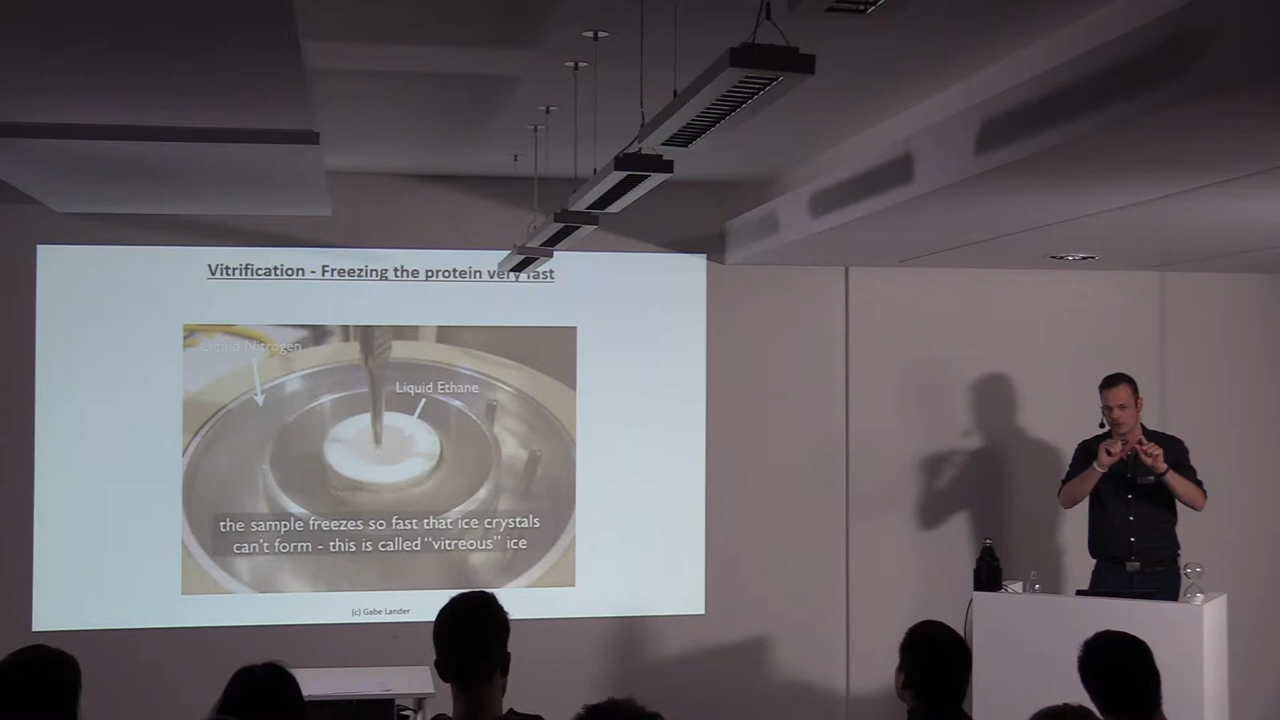 Vitrification - Freezing the protein very fast
Liquid Nitrogen
Liquid Ethane
the sample freezes so fast that ice crystals
can't form - this is called “vitreous” ice
(c) Gabe Lander